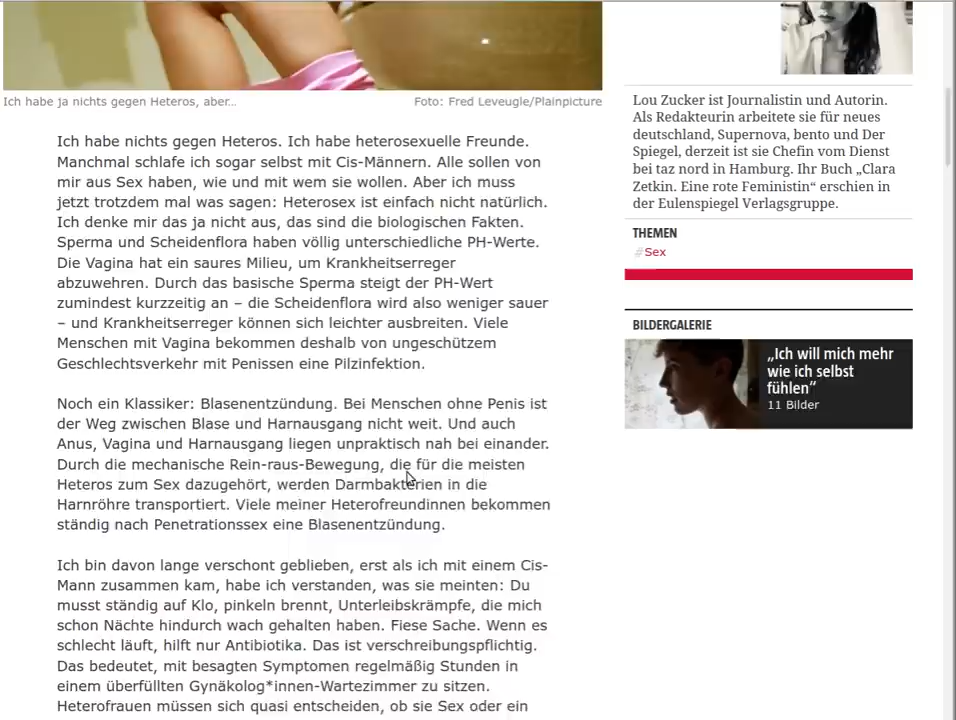 Ich habe ja nichts gegen Heteros, aber...
Foto: Fred Leveugle/Plainpicture
Ich habe nichts gegen Heteros. Ich habe heterosexuelle Freunde.
Manchmal schlafe ich sogar selbst mit Cis-Männern. Alle sollen von
mir aus Sex haben, wie und mit wem sie wollen. Aber ich muss
jetzt trotzdem mal was sagen: Heterosex ist einfach nicht natürlich.
Ich denke mir das ja nicht aus, das sind die biologischen Fakten.
Sperma und Scheidenflora haben völlig unterschiedliche PH-Werte.
Die Vagina hat ein saures Milieu, um Krankheitserreger
abzuwehren. Durch das basische Sperma steigt der PH-Wert
zumindest kurzzeitig an – die Scheidenflora wird also weniger sauer
– und Krankheitserreger können sich leichter ausbreiten. Viele
Menschen mit Vagina bekommen deshalb von ungeschütztem
Geschlechtsverkehr mit Penissen eine Pilzinfektion.
Noch ein Klassiker: Blasenentzündung. Bei Menschen ohne Penis ist
der Weg zwischen Blase und Harnausgang nicht weit. Und auch
Anus, Vagina und Harnausgang liegen unpraktisch nah bei einander.
Durch die mechanische Rein-raus-Bewegung, die für die meisten
Heteros zum Sex dazugehört, werden Darmbakterien in die
Harnröhre transportiert. Viele meiner Heterofreundinnen bekommen
ständig nach Penetrationssex eine Blasenentzündung.
Ich bin davon lange verschont geblieben, erst als ich mit einem Cis-
Mann zusammen kam, habe ich verstanden, was sie meinten: Du
musst ständig auf Klo, pinkeln brennt, Unterleibskrämpfe, die mich
schon Nächte hindurch wach gehalten haben. Fiese Sache. Wenn es
schlecht läuft, hilft nur Antibiotika. Das ist verschreibungspflichtig.
Das bedeutet, mit besagten Symptomen regelmäßig Stunden in
einem überfüllten Gynäkolog*innen-Wartezimmer zu sitzen.
Heterofrauen müssen sich quasi entscheiden, ob sie Sex oder ein
Lou Zucker ist Journalistin und Autorin.
Als Redakteurin arbeitete sie für neues
deutschland, Supernova, bento und Der
Spiegel, derzeit ist sie Chefin vom Dienst
bei taz nord in Hamburg. Ihr Buch „Clara
Zetkin. Eine rote Feministin“ erschien in
der Eulenspiegel Verlagsgruppe.
THEMEN
#Sex
BILDERGALERIE
„Ich will mich mehr
wie ich selbst
fühlen“
11 Bilder